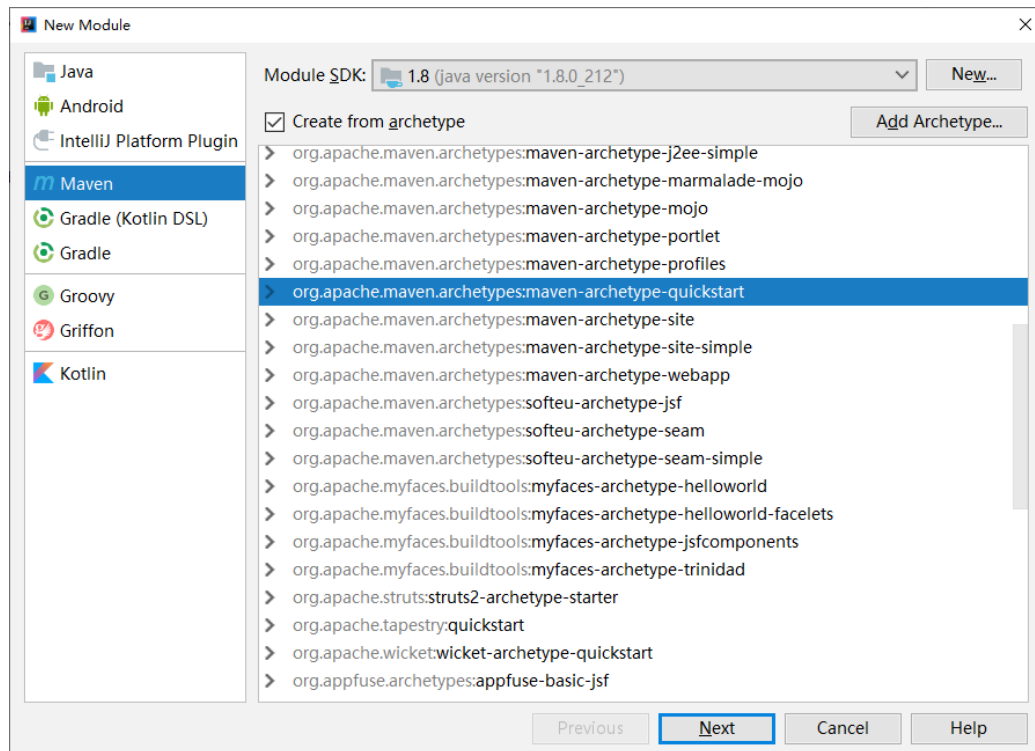 New Module
Java
Android
IntelliJ Platform Plugin
Maven
Gradle (Kotlin DSL)
Gradle
Groovy
Griffon
Kotlin
Module SDK: 1.8 (java version "1.8.0_212") New...
Create from archetype Add Archetype...
org.apache.maven.archetypes:maven-archetype-j2ee-simple
org.apache.maven.archetypes:maven-archetype-marmalade-mojo
org.apache.maven.archetypes:maven-archetype-mojo
org.apache.maven.archetypes:maven-archetype-portlet
org.apache.maven.archetypes:maven-archetype-profiles
org.apache.maven.archetypes:maven-archetype-quickstart
org.apache.maven.archetypes:maven-archetype-site
org.apache.maven.archetypes:maven-archetype-site-simple
org.apache.maven.archetypes:maven-archetype-webapp
org.apache.maven.archetypes:softeu-archetype-jsf
org.apache.maven.archetypes:softeu-archetype-seam
org.apache.maven.archetypes:softeu-archetype-seam-simple
org.apache.myfaces.buildtools:myfaces-archetype-helloworld
org.apache.myfaces.buildtools:myfaces-archetype-helloworld-facelets
org.apache.myfaces.buildtools:myfaces-archetype-jsfcomponents
org.apache.myfaces.buildtools:myfaces-archetype-trinidad
org.apache.struts:struts2-archetype-starter
org.apache.tapestry:quickstart
org.apache.wicket:wicket-archetype-quickstart
org.appfuse.archetypes:appfuse-basic-jsf
Previous Next Cancel Help